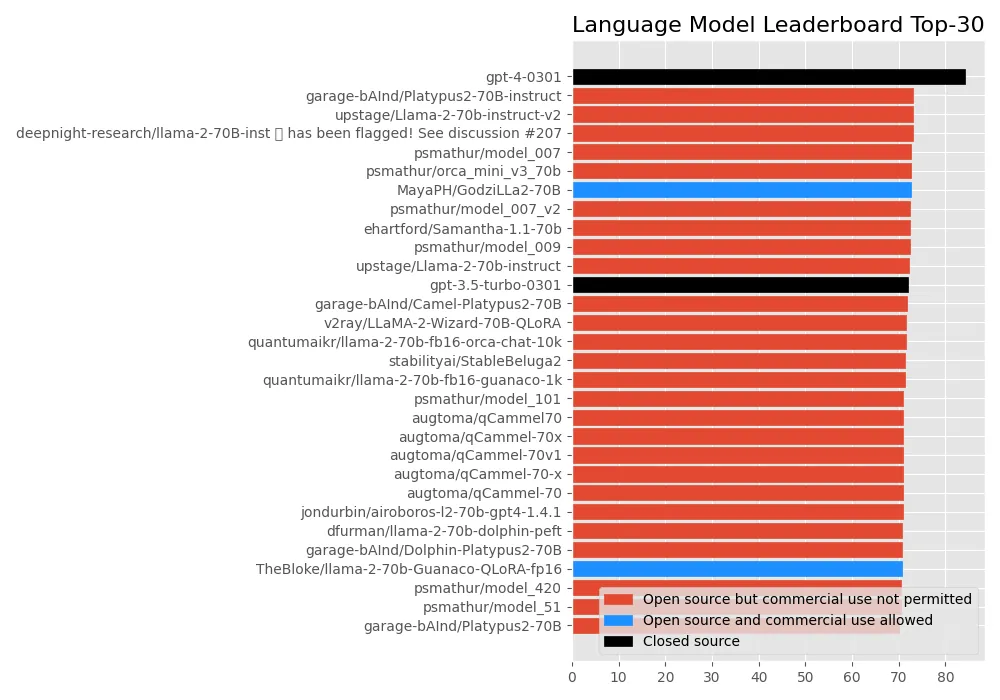 Language Model Leaderboard Top-30
gpt-4-0301
garage-bAInd/Platypus2-70B-instruct
upstage/Llama-2-70b-instruct-v2
deepnight-research/llama-2-70B-inst has been flagged! See discussion #207
psmathur/model_007
psmathur/orca_mini_v3_70b
MayaPH/GodziLLa2-70B
psmathur/model_007_v2
ehartford/Samantha-1.1-70b
psmathur/model_009
upstage/Llama-2-70b-instruct
gpt-3.5-turbo-0301
garage-bAInd/Camel-Platypus2-70B
v2ray/LLaMA-2-Wizard-70B-QLoRA
quantumaikr/llama-2-70b-fb16-orca-chat-10k
stabilityai/StableBeluga2
quantumaikr/llama-2-70b-fb16-guanaco-1k
psmathur/model_101
augtoma/qCammel70
augtoma/qCammel-70x
augtoma/qCammel-70v1
augtoma/qCammel-70-x
augtoma/qCammel-70
jondurbin/airoboros-l2-70b-gpt4-1.4.1
dfurman/llama-2-70b-dolphin-peft
garage-bAInd/Dolphin-Platypus2-70B
TheBloke/llama-2-70b-Guanaco-QLoRA-fp16
psmathur/model_420
psmathur/model_51
garage-bAInd/Platypus2-70B
Open source but commercial use not permitted
Open source and commercial use allowed
Closed source
0 10 20 30 40 50 60 70 80